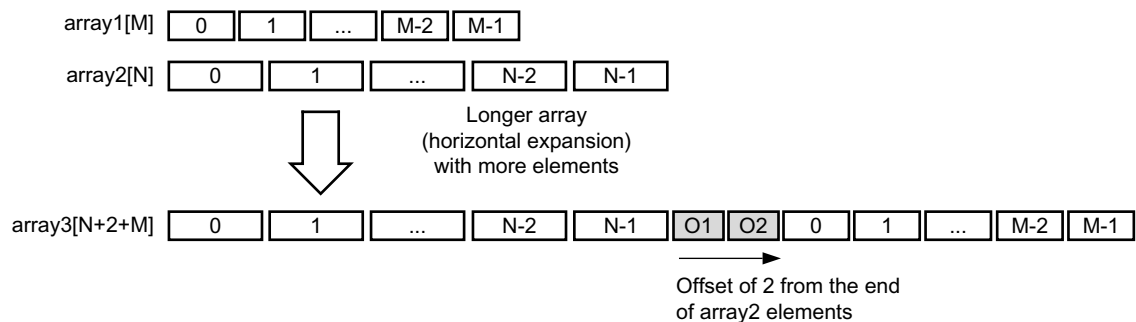 array1[M] 0 1 ... M-2 M-1
array2[N] 0 1 ... N-2 N-1
Longer array
(horizontal expansion)
with more elements
array3[N+2+M] 0 1 ... N-2 N-1 O1 O2 0 1 ... M-2 M-1
Offset of 2 from the end
of array2 elements